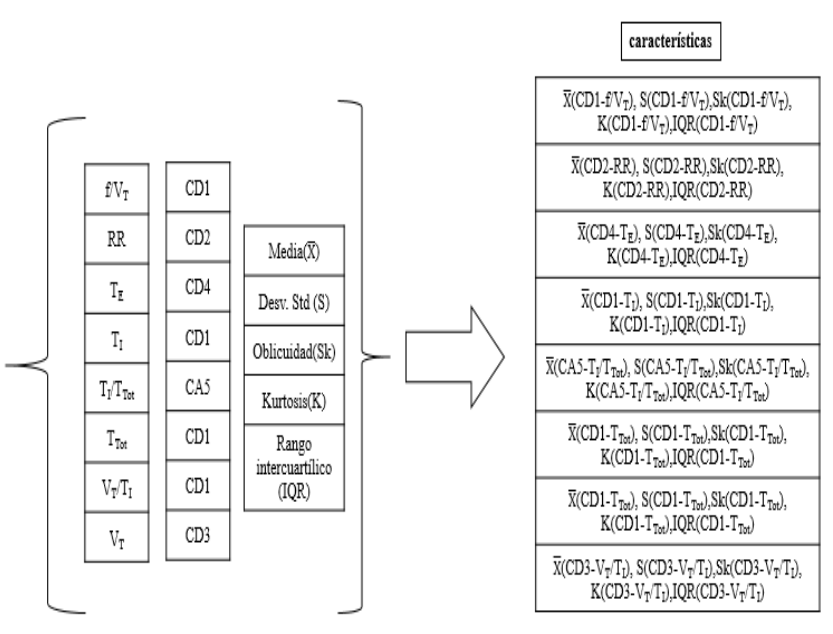 características
f/V_T
RR
T_E
T_I
T_I/T_Tot
T_Tot
V_T/T_I
V_T
CD1
CD2
CD4
CD1
CA5
CD1
CD1
CD3
Media(X̅)
Desv. Std (S)
Oblicuidad(Sk)
Kurtosis(K)
Rango
intercuartílico
(IQR)
X̅(CD1-f/V_T), S(CD1-f/V_T),Sk(CD1-f/V_T),
K(CD1-f/V_T),IQR(CD1-f/V_T)
X̅(CD2-RR), S(CD2-RR),Sk(CD2-RR),
K(CD2-RR),IQR(CD2-RR)
X̅(CD4-T_E), S(CD4-T_E),Sk(CD4-T_E),
K(CD4-T_E),IQR(CD4-T_E)
X̅(CD1-T_I), S(CD1-T_I),Sk(CD1-T_I),
K(CD1-T_I),IQR(CD1-T_I)
X̅(CA5-T_I/T_Tot), S(CA5-T_I/T_Tot),Sk(CA5-T_I/T_Tot),
K(CA5-T_I/T_Tot),IQR(CA5-T_I/T_Tot)
X̅(CD1-T_Tot), S(CD1-T_Tot),Sk(CD1-T_Tot),
K(CD1-T_Tot),IQR(CD1-T_Tot)
X̅(CD1-T_Tot), S(CD1-T_Tot),Sk(CD1-T_Tot),
K(CD1-T_Tot),IQR(CD1-T_Tot)
X̅(CD3-V_T/T_I), S(CD3-V_T/T_I),Sk(CD3-V_T/T_I),
K(CD3-V_T/T_I),IQR(CD3-V_T/T_I)